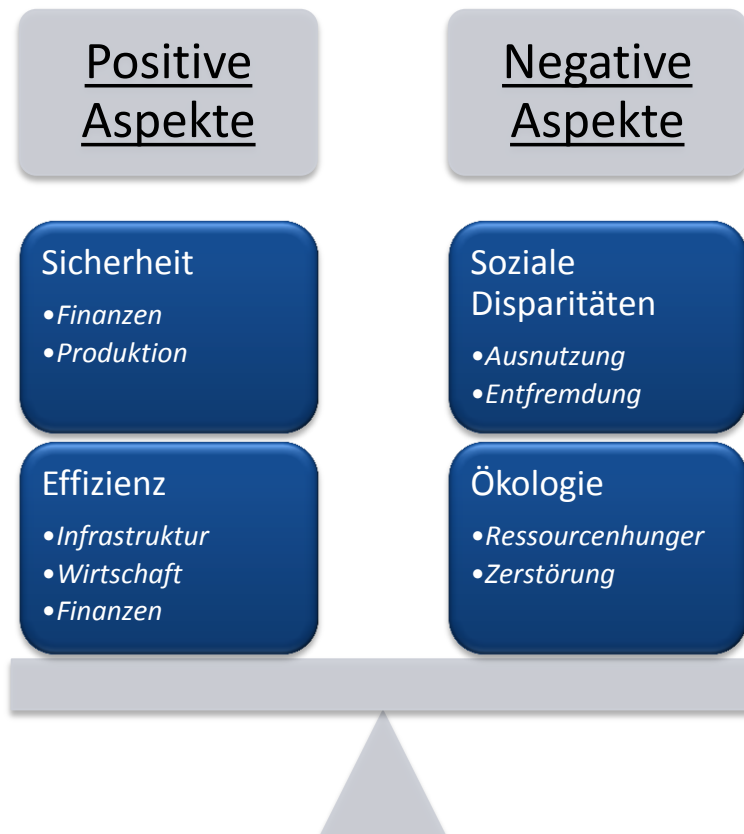 Positive
Aspekte
Sicherheit
•Finanzen
•Produktion
Effizienz
•Infrastruktur
•Wirtschaft
•Finanzen
Negative
Aspekte
Soziale
Disparitäten
•Ausnutzung
•Entfremdung
Ökologie
•Ressourcenhunger
•Zerstörung